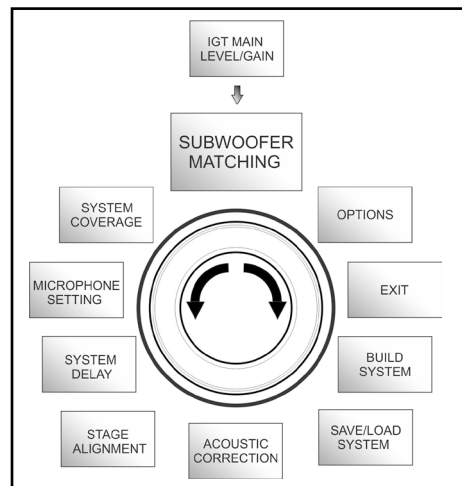 IGT MAIN
LEVEL/GAIN
SUBWOOFER
MATCHING
SYSTEM
COVERAGE
OPTIONS
MICROPHONE
SETTING
EXIT
SYSTEM
DELAY
BUILD
SYSTEM
STAGE
ALIGNMENT
ACOUSTIC
CORRECTION
SAVE/LOAD
SYSTEM